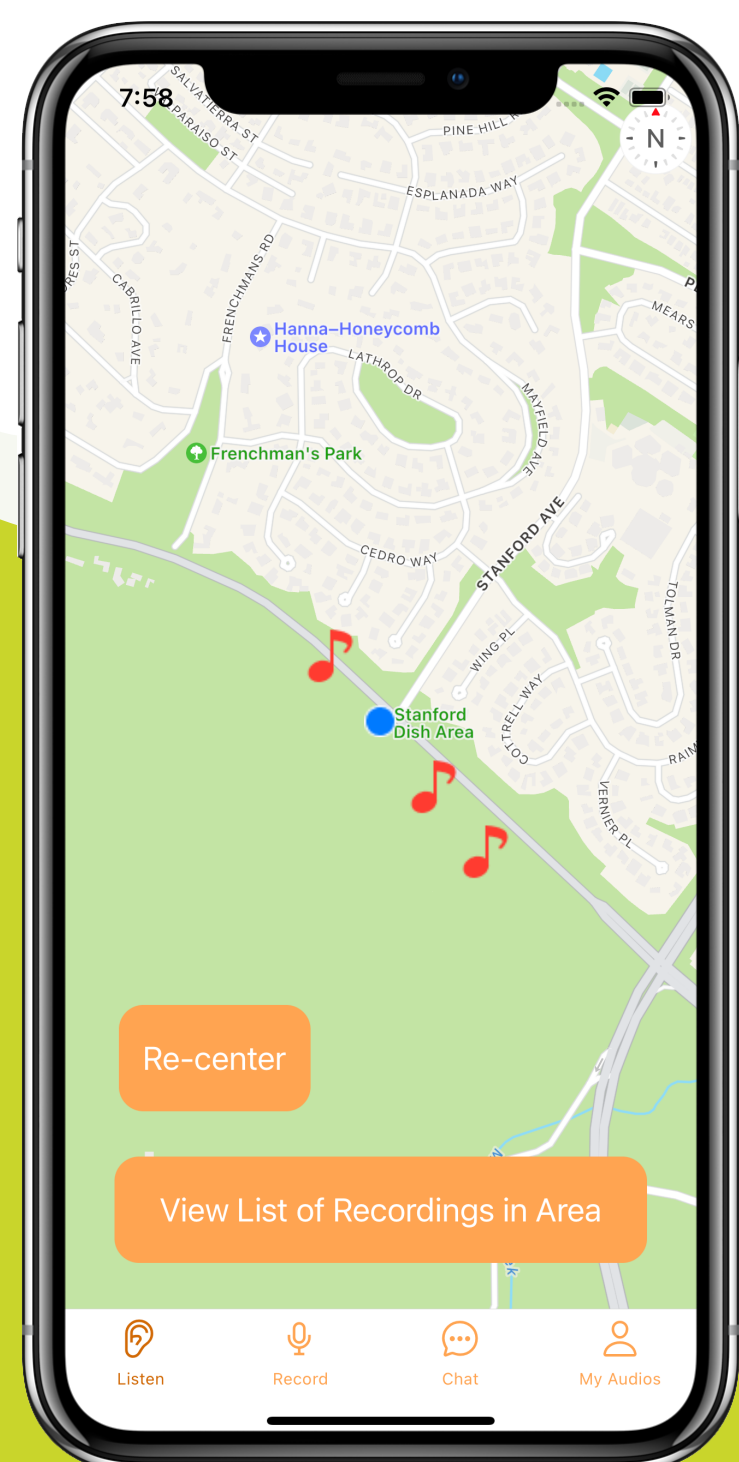 7:58
SALVATIERRA ST
VALPARAISO ST
PINE HILL
N
ESPLANADA WAY
CABRILLO AVE
FRENCHMANS RD
MEARS
Hanna–Honeycomb
House
LATHROP DR
MAYFIELD AVE
Frenchman's Park
STANFORD AVE
CEDRO WAY
TOLMAN DR
WING PL
COTTRELL WAY
Stanford
Dish Area
VERNIER PL
Re-center
View List of Recordings in Area
Listen
Record
Chat
My Audios